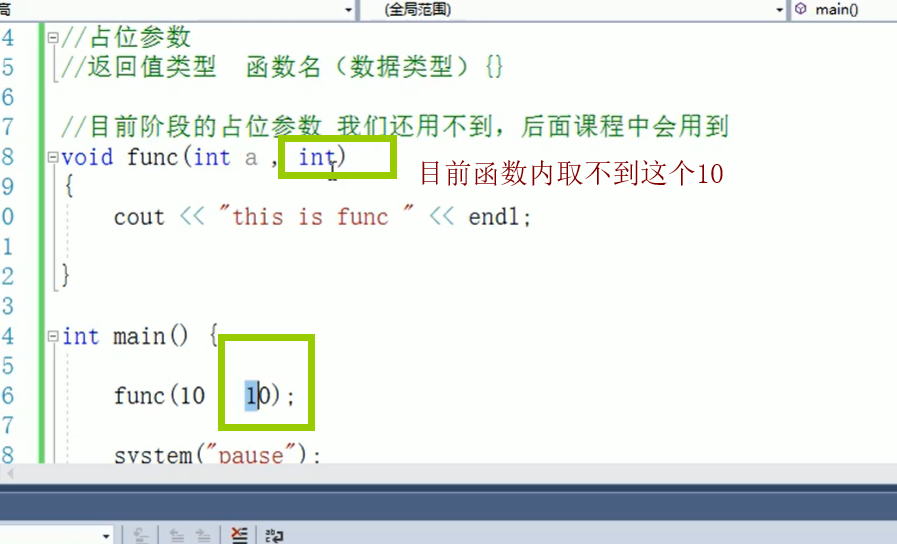 高 (全局范围) main()
4 //占位参数
5 //返回值类型 函数名（数据类型）{}
6
7 //目前阶段的占位参数 我们还用不到，后面课程中会用到
8 void func(int a , int)
目前函数内取不到这个10
9 {
0 cout << "this is func " << endl;
1
2 }
3
4 int main() {
5
6 func(10 10);
7
8 system("pause");